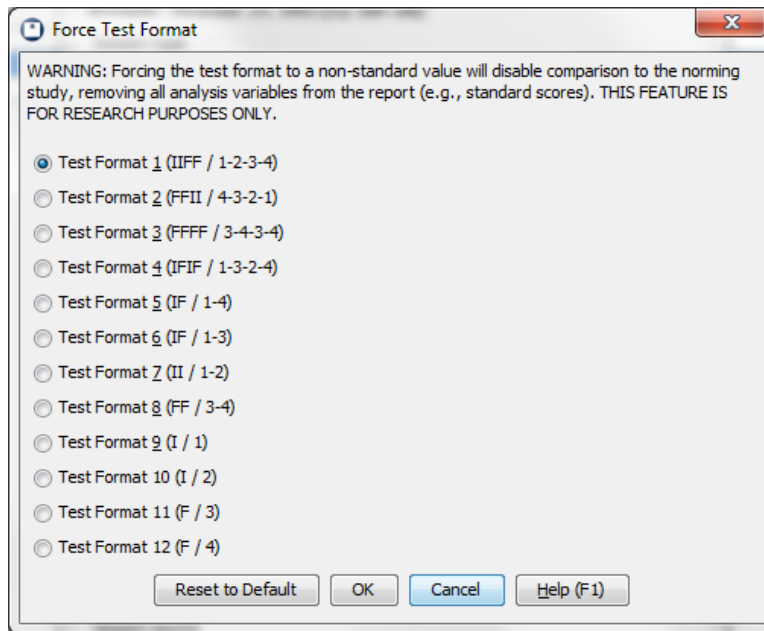 Force Test Format
WARNING: Forcing the test format to a non-standard value will disable comparison to the norming
study, removing all analysis variables from the report (e.g., standard scores). THIS FEATURE IS
FOR RESEARCH PURPOSES ONLY.
Test Format 1 (IIFF / 1-2-3-4)
Test Format 2 (FFII / 4-3-2-1)
Test Format 3 (FFFF / 3-4-3-4)
Test Format 4 (IFIF / 1-3-2-4)
Test Format 5 (IF / 1-4)
Test Format 6 (IF / 1-3)
Test Format 7 (II / 1-2)
Test Format 8 (FF / 3-4)
Test Format 9 (I / 1)
Test Format 10 (I / 2)
Test Format 11 (F / 3)
Test Format 12 (F / 4)
Reset to Default OK Cancel Help (F1)